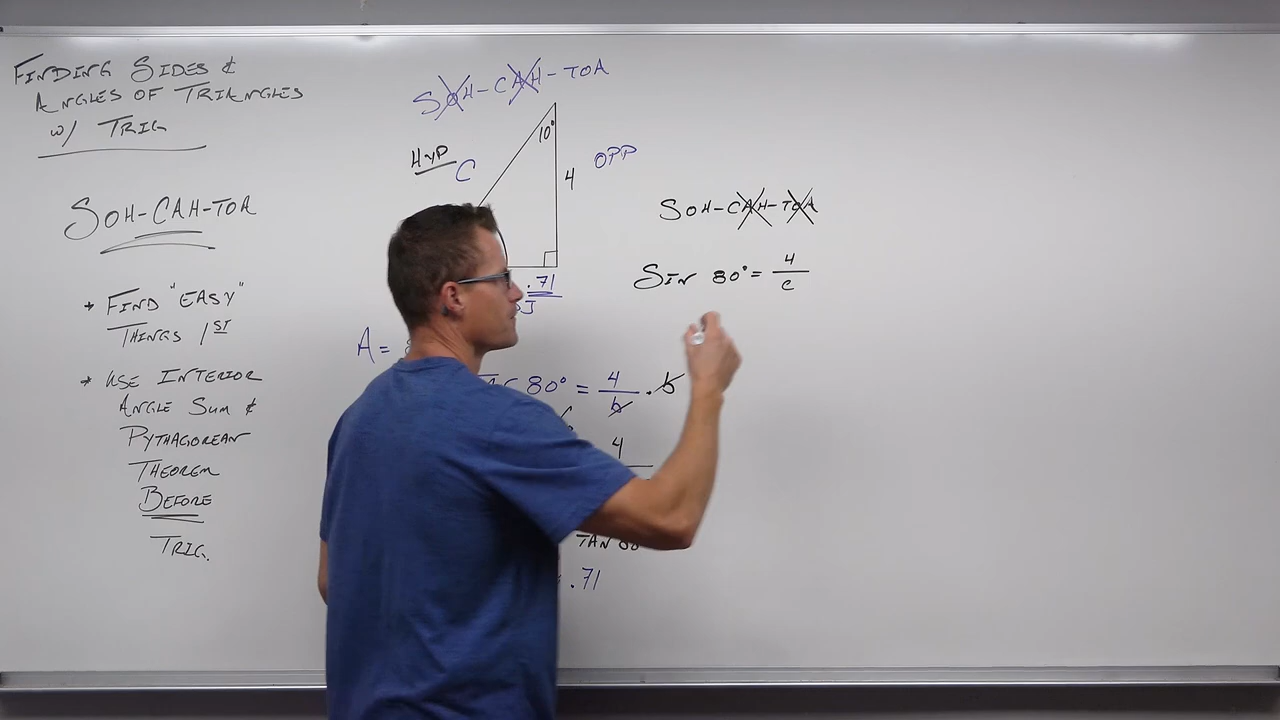 FINDING SIDES &
ANGLES OF TRIANGLES
W/ TRIG
SOH-CAH-TOA
* FIND "EASY"
THINGS 1ST
* USE INTERIOR
ANGLE SUM &
PYTHAGOREAN
THEOREM
BEFORE
TRIG.
SOH-CAH-TOA
10°
HYP
C
4
OPP
.71
A =
80° = 4/b · b
4
TAN 80
.71
SOH-CAH-TOA
SIN 80° = 4/c